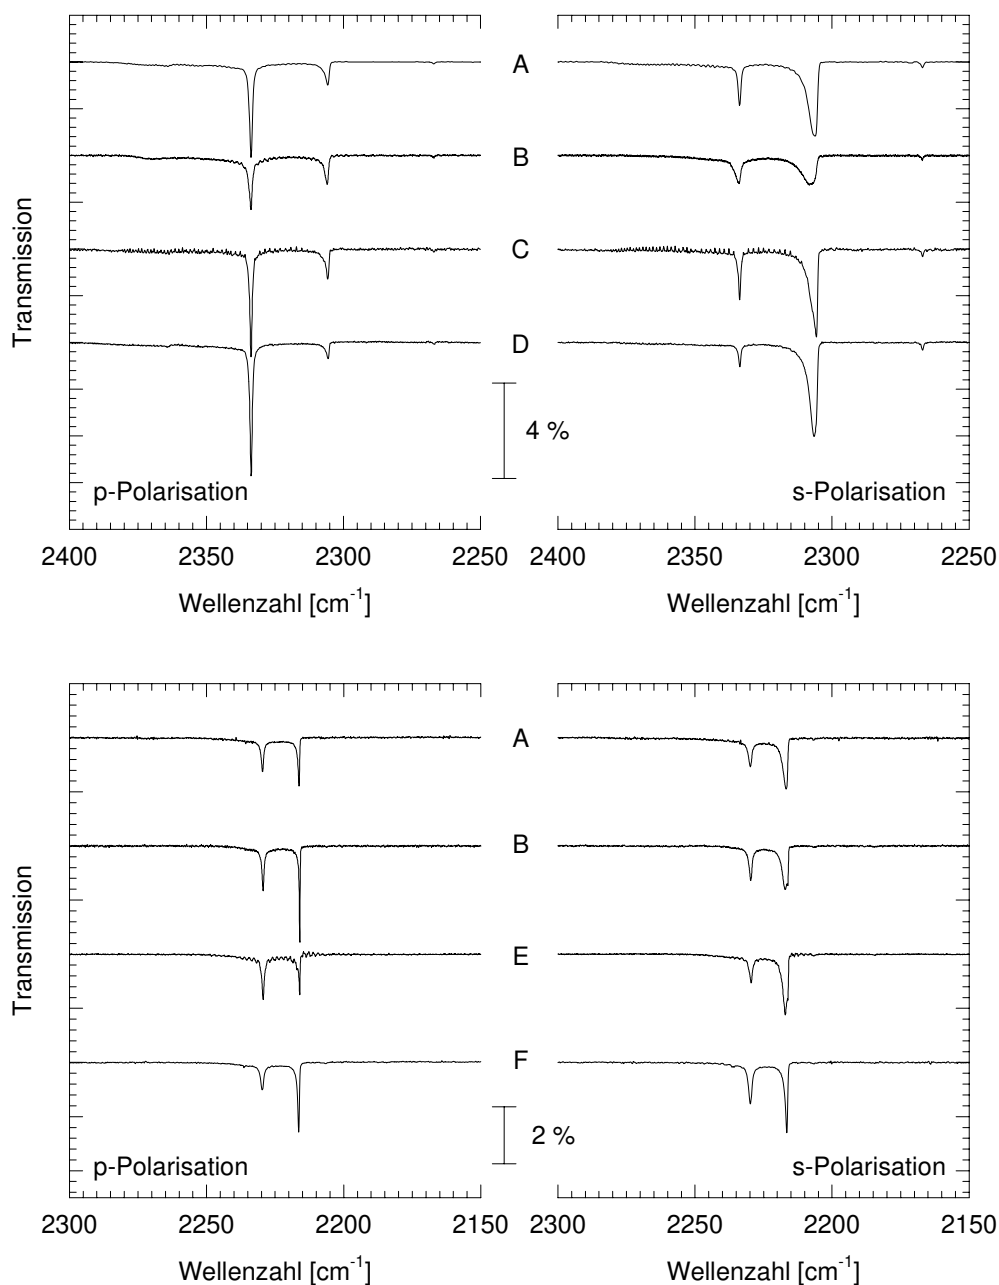 A
B
C
D
Transmission
4 %
p-Polarisation
s-Polarisation
2400 2350 2300 2250 2400 2350 2300 2250
Wellenzahl [cm⁻¹] Wellenzahl [cm⁻¹]
A
B
E
F
Transmission
2 %
p-Polarisation
s-Polarisation
2300 2250 2200 2150 2300 2250 2200 2150
Wellenzahl [cm⁻¹] Wellenzahl [cm⁻¹]